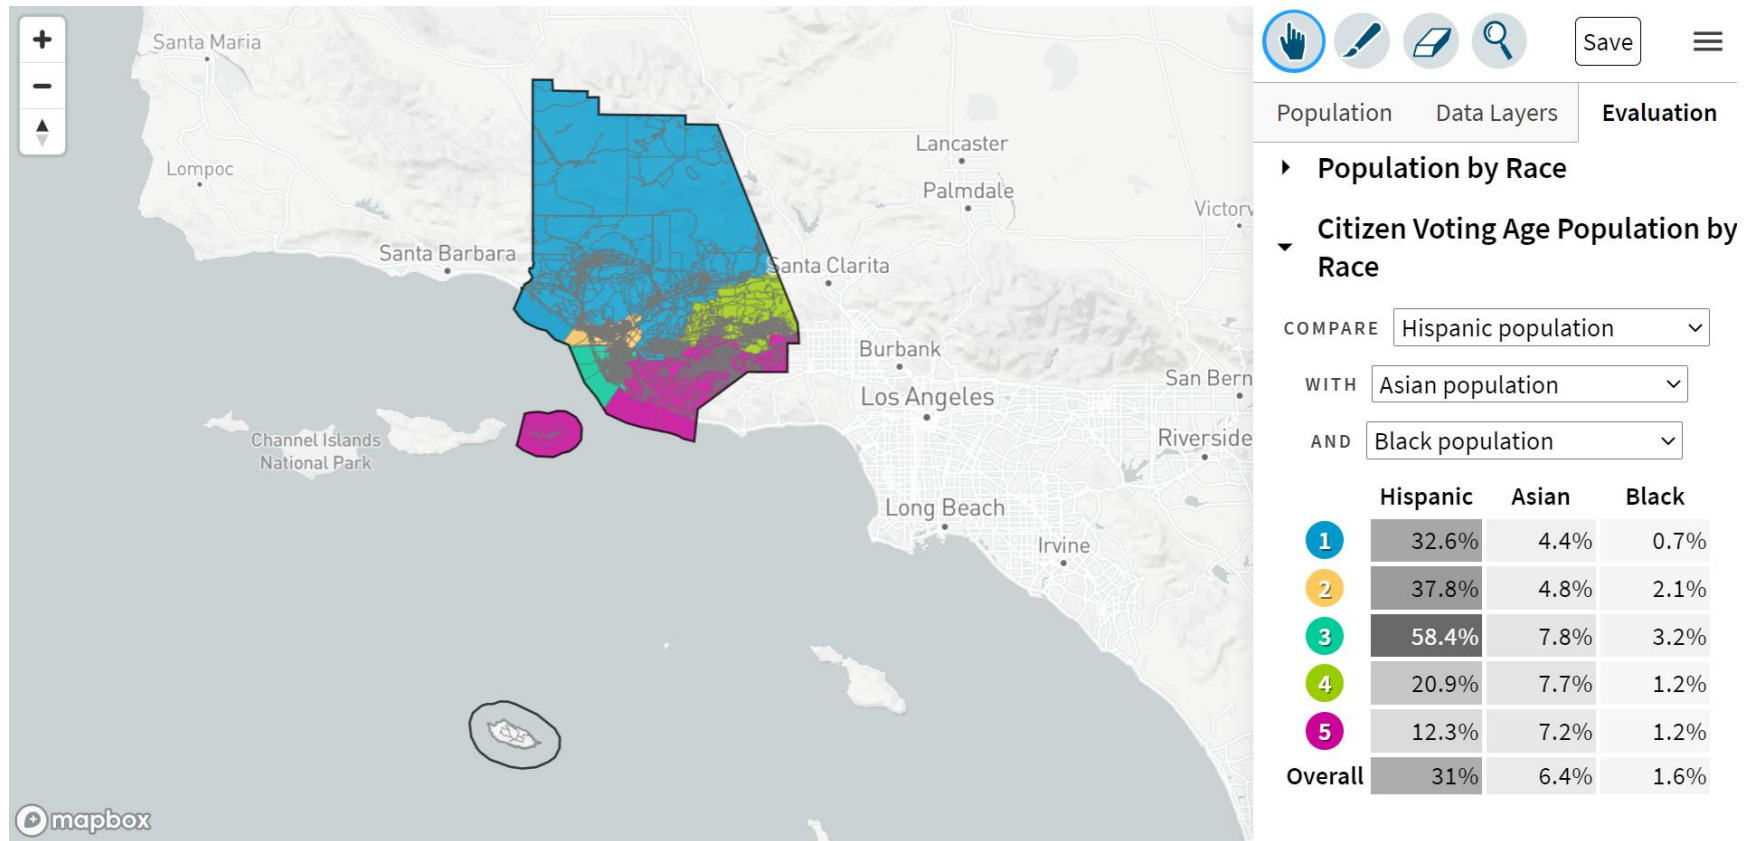 Santa Maria
Lompoc
Santa Barbara
Lancaster
Palmdale
Victorv
Santa Clarita
Burbank
Los Angeles
San Bern
Riverside
Channel Islands
National Park
Long Beach
Irvine
mapbox
Save
Population Data Layers Evaluation
Population by Race
Citizen Voting Age Population by
Race
COMPARE Hispanic population
WITH Asian population
AND Black population
Hispanic Asian Black
1 32.6% 4.4% 0.7%
2 37.8% 4.8% 2.1%
3 58.4% 7.8% 3.2%
4 20.9% 7.7% 1.2%
5 12.3% 7.2% 1.2%
Overall 31% 6.4% 1.6%